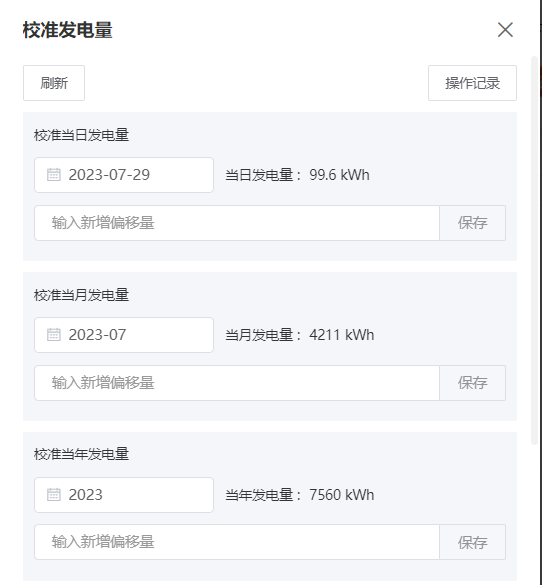 校准发电量
刷新
操作记录
校准当日发电量
2023-07-29
当日发电量： 99.6 kWh
输入新增偏移量
保存
校准当月发电量
2023-07
当月发电量： 4211 kWh
输入新增偏移量
保存
校准当年发电量
2023
当年发电量： 7560 kWh
输入新增偏移量
保存